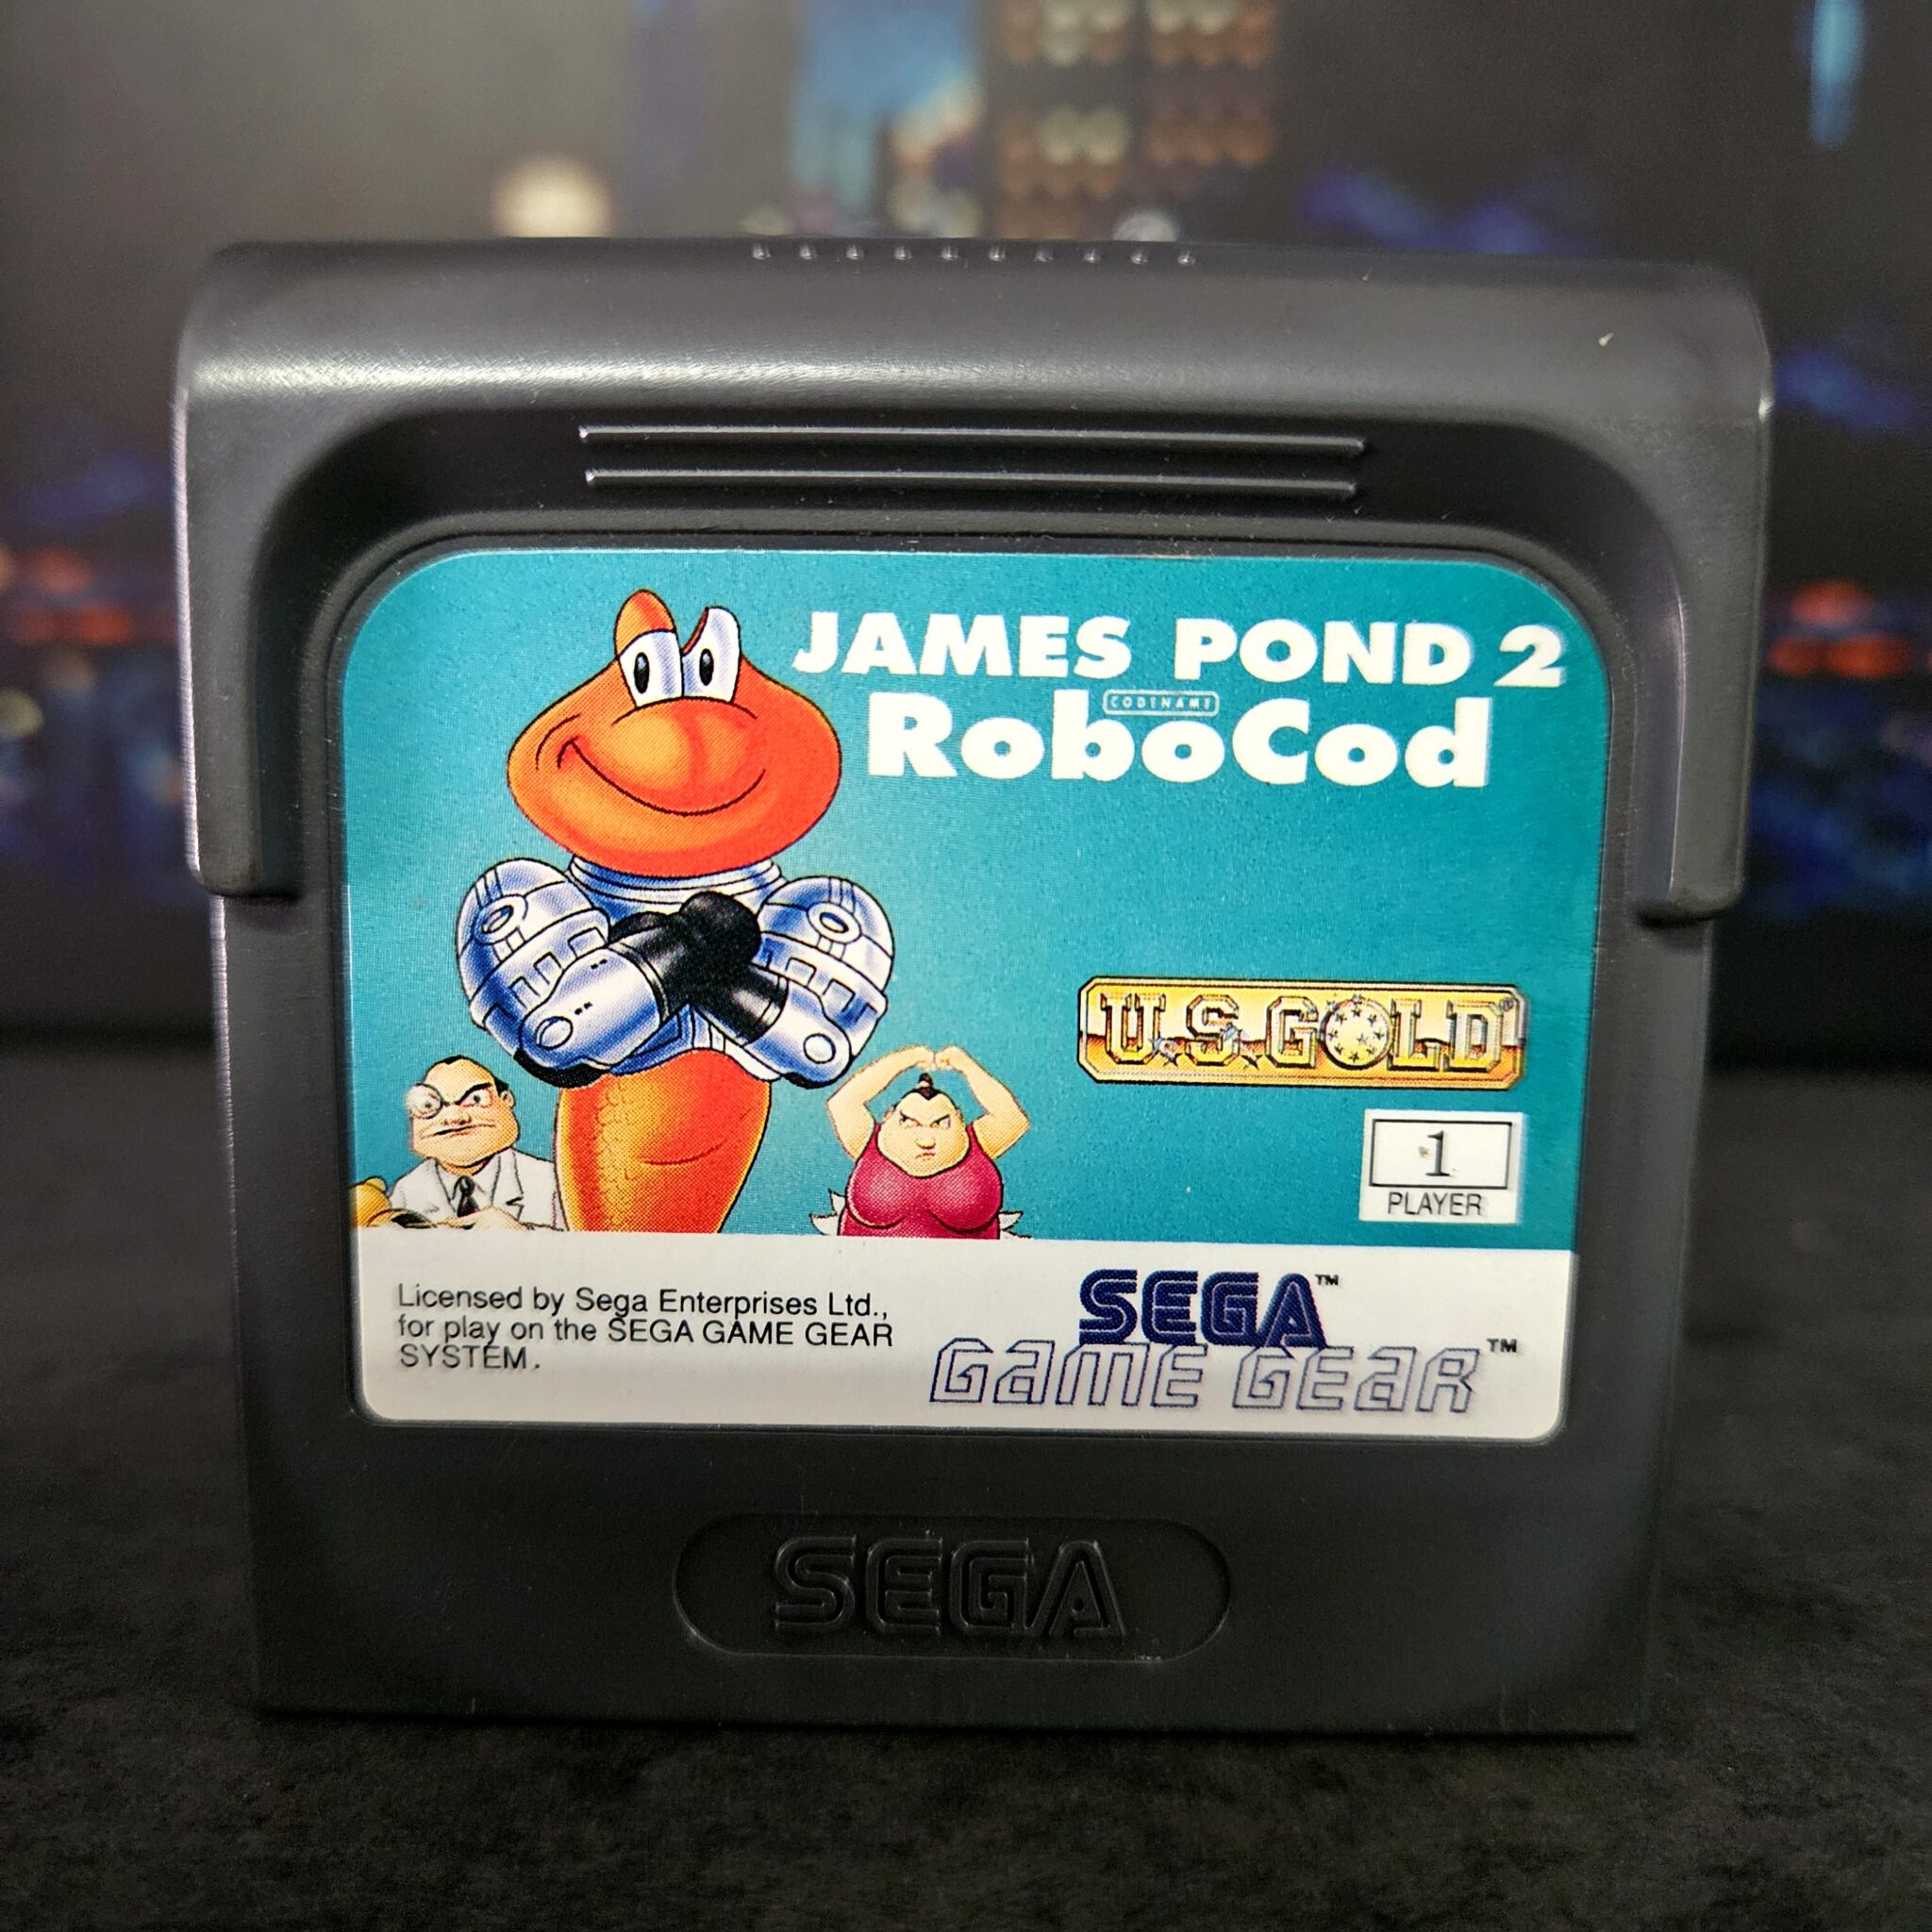 JAMES POND 2
CODENAME
RoboCod
U.S.GOLD®
1
PLAYER
Licensed by Sega Enterprises Ltd.,
for play on the SEGA GAME GEAR
SYSTEM.
SEGA™
GAME GEAR™
SEGA